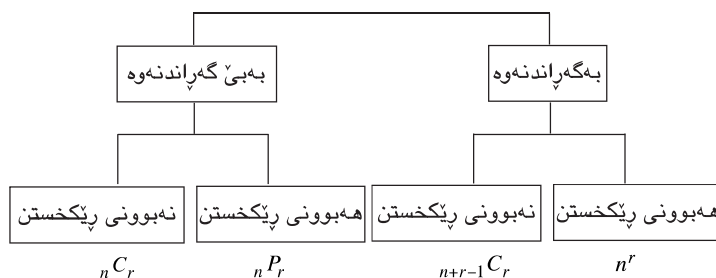 بەگەڕاندنەوە
بەبێ گەڕاندنەوە
هەبوونی ڕێکخستن
نەبوونی ڕێکخستن
هەبوونی ڕێکخستن
نەبوونی ڕێکخستن
n^r
n+r−1Cr
nPr
nCr